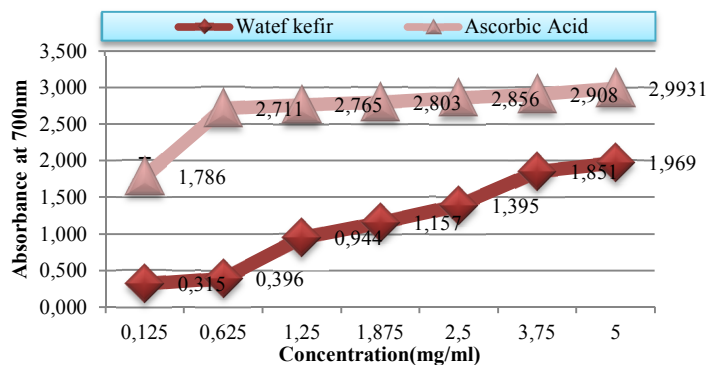 Watef kefir Ascorbic Acid
Absorbance at 700nm
3,500
3,000
2,500
2,000
1,500
1,000
0,500
0,000
1,786 2,711 2,765 2,803 2,856 2,908 2,9931
0,315 0,396 0,944 1,157 1,395 1,851 1,969
0,125 0,625 1,25 1,875 2,5 3,75 5
Concentration(mg/ml)